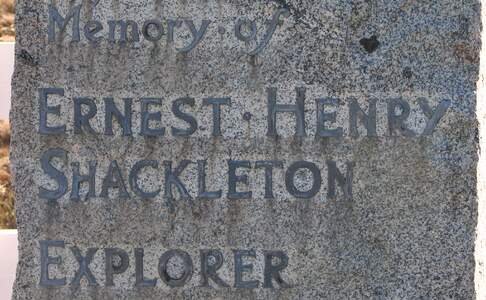 Memory · of
ERNEST · HENRY
SHACKLETON
EXPLORER